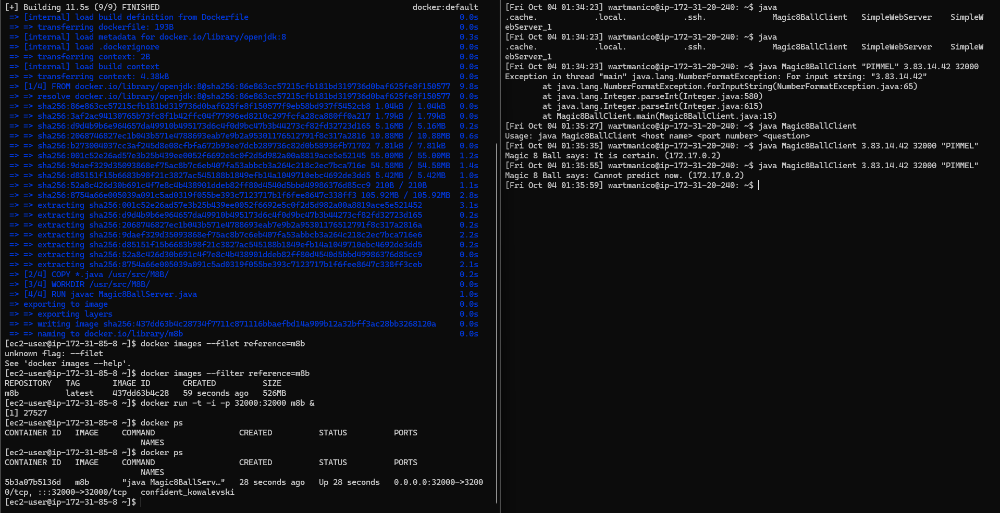 [+] Building 11.5s (9/9) FINISHED docker:default
=> [internal] load build definition from Dockerfile 0.0s
=> => transferring dockerfile: 193B 0.0s
=> [internal] load metadata for docker.io/library/openjdk:8 0.3s
=> [internal] load .dockerignore 0.0s
=> => transferring context: 2B 0.0s
=> [internal] load build context 0.0s
=> => transferring context: 4.38kB 0.0s
=> [1/4] FROM docker.io/library/openjdk:8@sha256:86e863cc57215cfb181bd319736d0baf625fe8f150577 9.8s
=> => resolve docker.io/library/openjdk:8@sha256:86e863cc57215cfb181bd319736d0baf625fe8f150577 0.0s
=> => sha256:86e863cc57215cfb181bd319736d0baf625fe8f150577f9eb58bd937f5452cb8 1.04kB / 1.04kB 0.0s
=> => sha256:3af2ac94130765b73fc8f1b42ffc04f77996ed8210c297fcfa28ca880ff0a217 1.79kB / 1.79kB 0.0s
=> => sha256:d9d4b9b6e964657da49910b495173d6c4f0d9bc47b3b44273cf82fd32723d165 5.16MB / 5.16MB 0.2s
=> => sha256:2068746827ec1b043b571e4788693eab7e9b2a95301176512791f8c317a2816 10.88MB / 10.88MB 0.6s
=> => sha256:b273004037cc3af245d8e08cfbfa672b93ee7dcb289736c82d0b58936fb71702 7.81kB / 7.81kB 0.0s
=> => sha256:001c52e26ad57e3b25b439ee0052f6692e5c0f2d5d982a00a8819ace5e52145 55.00MB / 55.00MB 1.2s
=> => sha256:9daef329d35093868ef75ac8b7c6eb407fa53abbcb3a264c218c2ec7bca716e 54.58MB / 54.58MB 1.4s
=> => sha256:d85151f15b6683b98f21c3827ac545188b1849efb14a1049710ebc4692de3dd5 5.42MB / 5.42MB 1.0s
=> => sha256:52a8c426d30b691c4f7e8c4b438901ddeb82ff80d4540d5bbd49986376d85cc9 210B / 210B 1.1s
=> => sha256:8754a66e005039a091c5ad0319f055be393c7123717b1f6fee8647c338ff3 105.92MB / 105.92MB 2.8s
=> => extracting sha256:001c52e26ad57e3b25b439ee0052f6692e5c0f2d5d982a00a8819ace5e521452 3.1s
=> => extracting sha256:d9d4b9b6e964657da49910b495173d6c4f0d9bc47b3b44273cf82fd32723d165 0.2s
=> => extracting sha256:2068746827ec1b043b571e4788693eab7e9b2a95301176512791f8c317a2816a 0.2s
=> => extracting sha256:9daef329d35093868ef75ac8b7c6eb407fa53abbcb3a264c218c2ec7bca716e6 2.2s
=> => extracting sha256:d85151f15b6683b98f21c3827ac545188b1849efb14a1049710ebc4692de3dd5 0.2s
=> => extracting sha256:52a8c426d30b691c4f7e8c4b438901ddeb82ff80d4540d5bbd49986376d85cc9 0.0s
=> => extracting sha256:8754a66e005039a091c5ad0319f055be393c7123717b1f6fee8647c338ff3ceb 2.1s
=> [2/4] COPY *.java /usr/src/M8B/ 0.2s
=> [3/4] WORKDIR /usr/src/M8B/ 0.0s
=> [4/4] RUN javac Magic8BallServer.java 1.0s
=> exporting to image 0.0s
=> => exporting layers 0.0s
=> => writing image sha256:437dd63b4c28734f7711c871116bbaefbd14a909b12a32bff3ac28bb3268120a 0.0s
=> => naming to docker.io/library/m8b 0.0s
[ec2-user@ip-172-31-85-8 ~]$ docker images --filet reference=m8b
unknown flag: --filet
See 'docker images --help'.
[ec2-user@ip-172-31-85-8 ~]$ docker images --filter reference=m8b
REPOSITORY TAG IMAGE ID CREATED SIZE
m8b latest 437dd63b4c28 59 seconds ago 526MB
[ec2-user@ip-172-31-85-8 ~]$ docker run -t -i -p 32000:32000 m8b &
[1] 27527
[ec2-user@ip-172-31-85-8 ~]$ docker ps
CONTAINER ID IMAGE COMMAND CREATED STATUS PORTS
NAMES
[ec2-user@ip-172-31-85-8 ~]$ docker ps
CONTAINER ID IMAGE COMMAND CREATED STATUS PORTS
NAMES
5b3a07b5136d m8b "java Magic8BallServ…" 28 seconds ago Up 28 seconds 0.0.0.0:32000->3200
0/tcp, :::32000->32000/tcp confident_kowalevski
[ec2-user@ip-172-31-85-8 ~]$
[Fri Oct 04 01:34:23] wartmanico@ip-172-31-20-240: ~$ java
.cache. .local. .ssh. Magic8BallClient SimpleWebServer SimpleW
ebServer_1
[Fri Oct 04 01:34:23] wartmanico@ip-172-31-20-240: ~$ java
.cache. .local. .ssh. Magic8BallClient SimpleWebServer SimpleW
ebServer_1
[Fri Oct 04 01:34:23] wartmanico@ip-172-31-20-240: ~$ java Magic8BallClient "PIMMEL" 3.83.14.42 32000
Exception in thread "main" java.lang.NumberFormatException: For input string: "3.83.14.42"
at java.lang.NumberFormatException.forInputString(NumberFormatException.java:65)
at java.lang.Integer.parseInt(Integer.java:580)
at java.lang.Integer.parseInt(Integer.java:615)
at Magic8BallClient.main(Magic8BallClient.java:15)
[Fri Oct 04 01:35:27] wartmanico@ip-172-31-20-240: ~$ java Magic8BallClient
Usage: java Magic8BallClient <host name> <port number> <question>
[Fri Oct 04 01:35:35] wartmanico@ip-172-31-20-240: ~$ java Magic8BallClient 3.83.14.42 32000 "PIMMEL"
Magic 8 Ball says: It is certain. (172.17.0.2)
[Fri Oct 04 01:35:55] wartmanico@ip-172-31-20-240: ~$ java Magic8BallClient 3.83.14.42 32000 "PIMMEL"
Magic 8 Ball says: Cannot predict now. (172.17.0.2)
[Fri Oct 04 01:35:59] wartmanico@ip-172-31-20-240: ~$